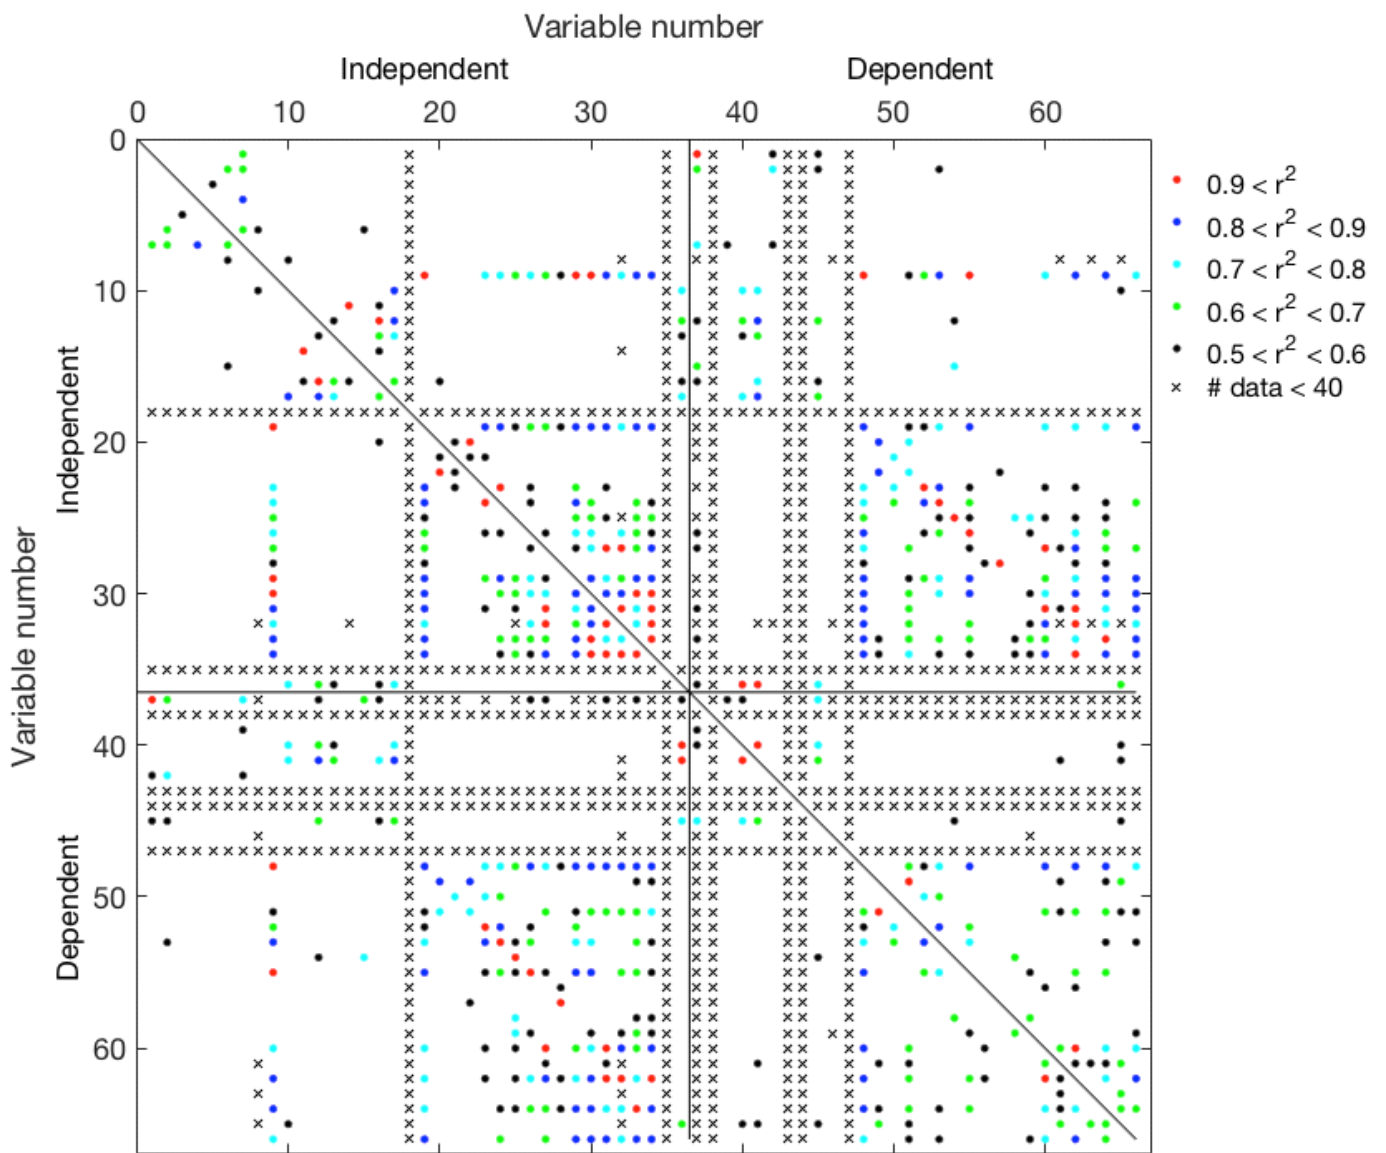 Variable number
Independent Dependent
0 10 20 30 40 50 60
0
10
20
30
40
50
60
Variable number
Independent
Dependent
0.9 < r2
0.8 < r2 < 0.9
0.7 < r2 < 0.8
0.6 < r2 < 0.7
0.5 < r2 < 0.6
# data < 40